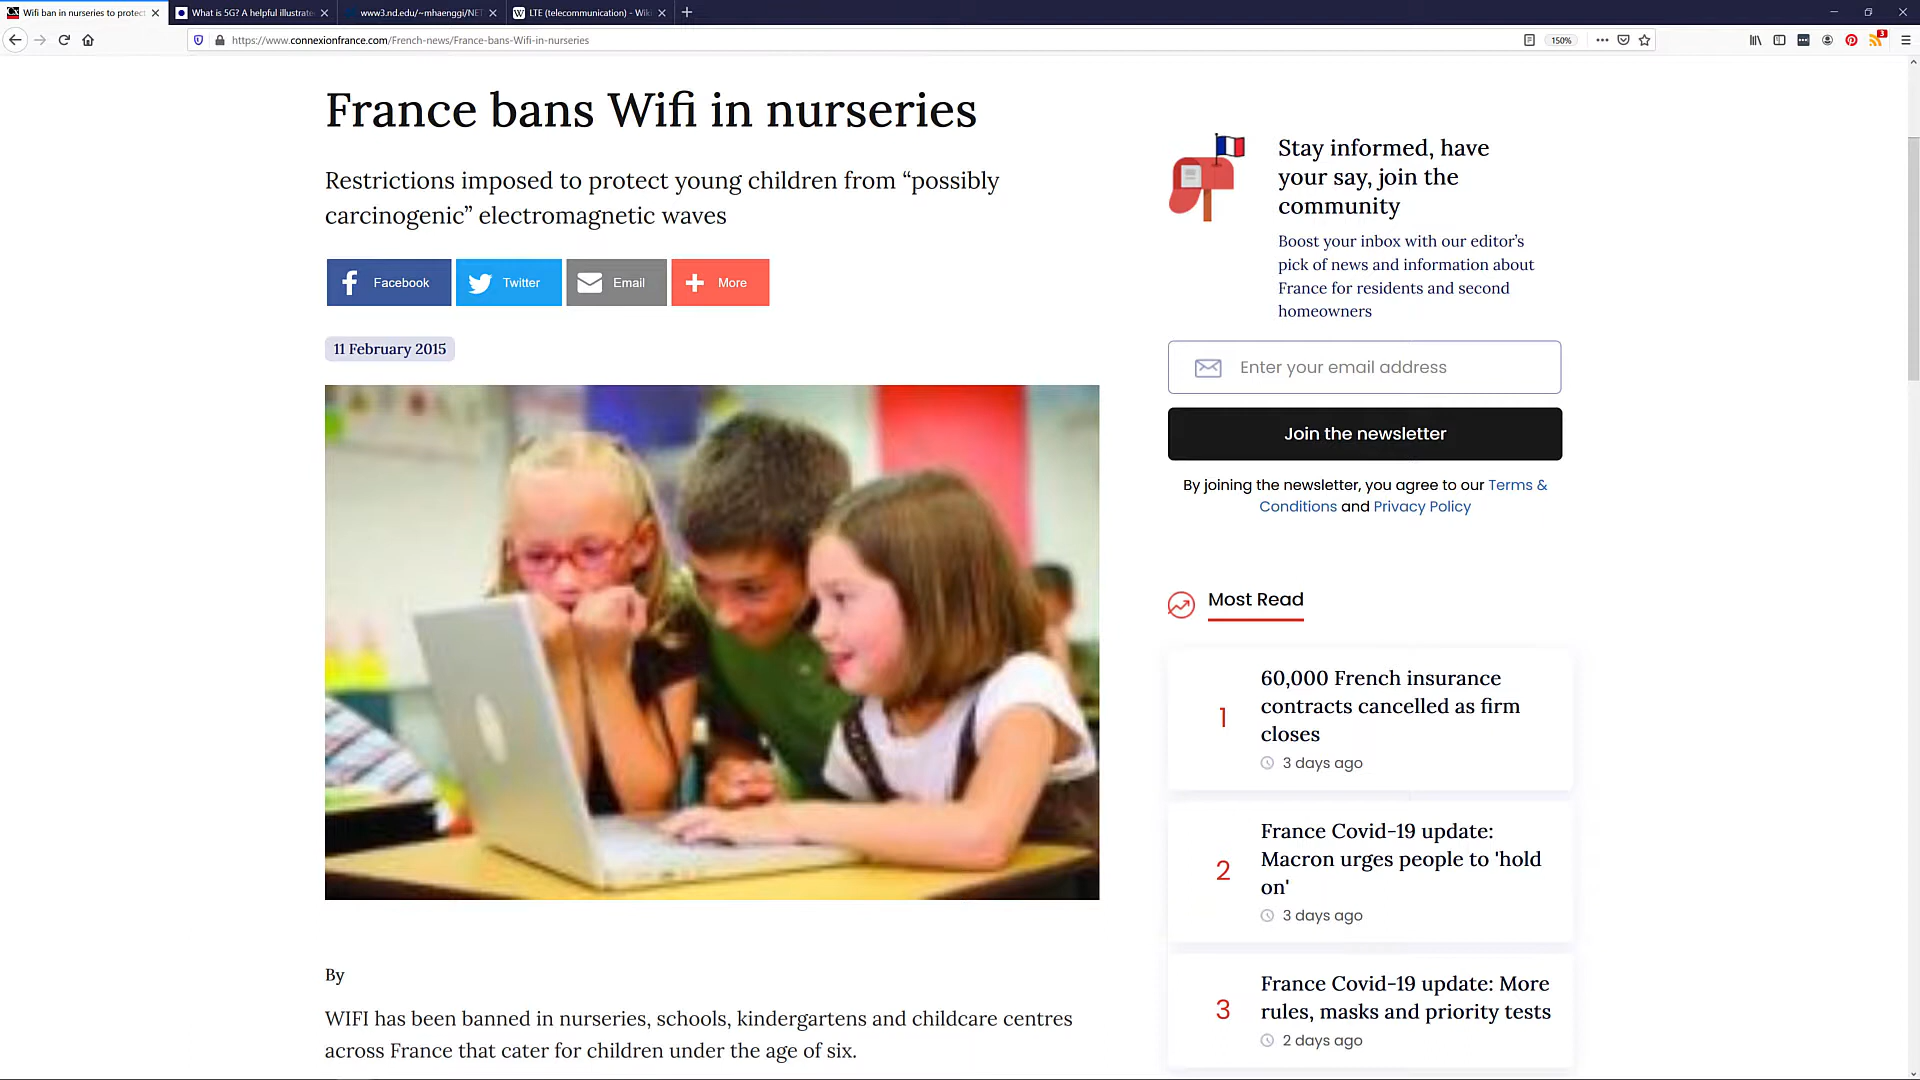 Wifi ban in nurseries to protect
What is 5G? A helpful illustrate
www3.nd.edu/~mhaenggi/NET
LTE (telecommunication) - Wiki
https://www.connexionfrance.com/French-news/France-bans-Wifi-in-nurseries
150%
3
France bans Wifi in nurseries
Restrictions imposed to protect young children from “possibly
carcinogenic” electromagnetic waves
Facebook
Twitter
Email
More
11 February 2015
By
WIFI has been banned in nurseries, schools, kindergartens and childcare centres
across France that cater for children under the age of six.
Stay informed, have
your say, join the
community
Boost your inbox with our editor’s
pick of news and information about
France for residents and second
homeowners
Enter your email address
Join the newsletter
By joining the newsletter, you agree to our Terms &
Conditions and Privacy Policy
Most Read
1
60,000 French insurance
contracts cancelled as firm
closes
3 days ago
2
France Covid-19 update:
Macron urges people to 'hold
on'
3 days ago
3
France Covid-19 update: More
rules, masks and priority tests
2 days ago